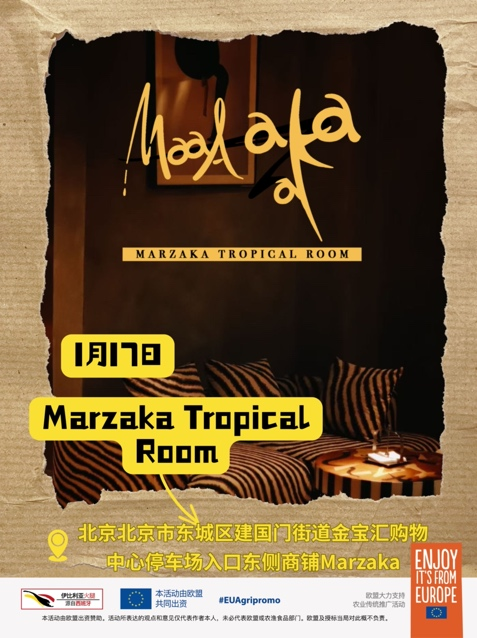 Marzaka
MARZAKA TROPICAL ROOM
1月17日
Marzaka Tropical
Room
北京北京市东城区建国门街道金宝汇购物
中心停车场入口东侧商铺Marzaka
ENJOY
IT'S FROM
EUROPE
伊比利亚火腿
源自西班牙
本活动由欧盟
共同出资
#EUAgripromo
欧盟大力支持
农业传统推广活动
本活动由欧盟出资赞助，活动所表达的观点和意见仅代表作者本人，未必代表欧盟或欧洲食品部门。欧盟及授标当局对此概不负责。